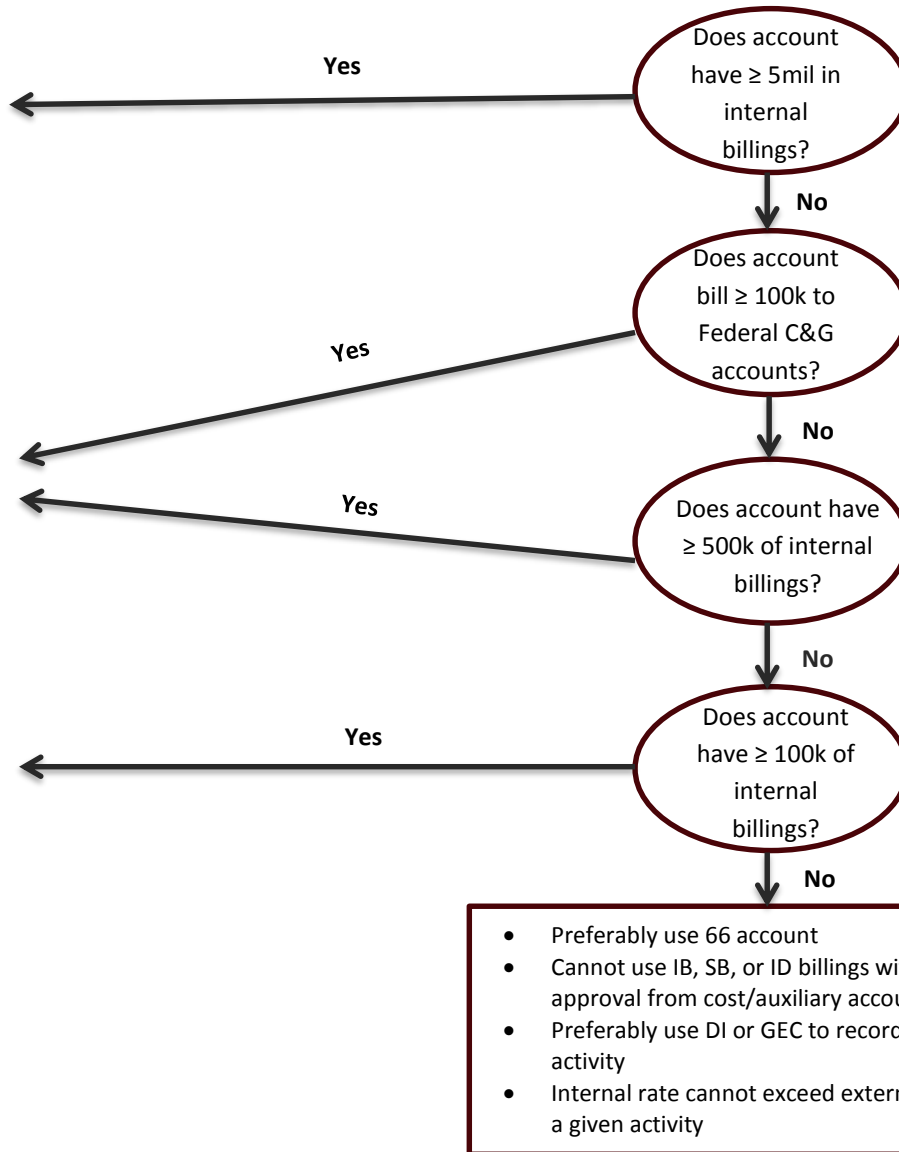 Does account
have ≥ 5mil in
internal
billings?
Yes
No
Does account
bill ≥ 100k to
Federal C&G
accounts?
Yes
No
Does account have
≥ 500k of internal
billings?
Yes
No
Does account
have ≥ 100k of
internal
billings?
Yes
No
• Preferably use 66 account
• Cannot use IB, SB, or ID billings wi
approval from cost/auxiliary accou
• Preferably use DI or GEC to record
activity
• Internal rate cannot exceed extern
a given activity